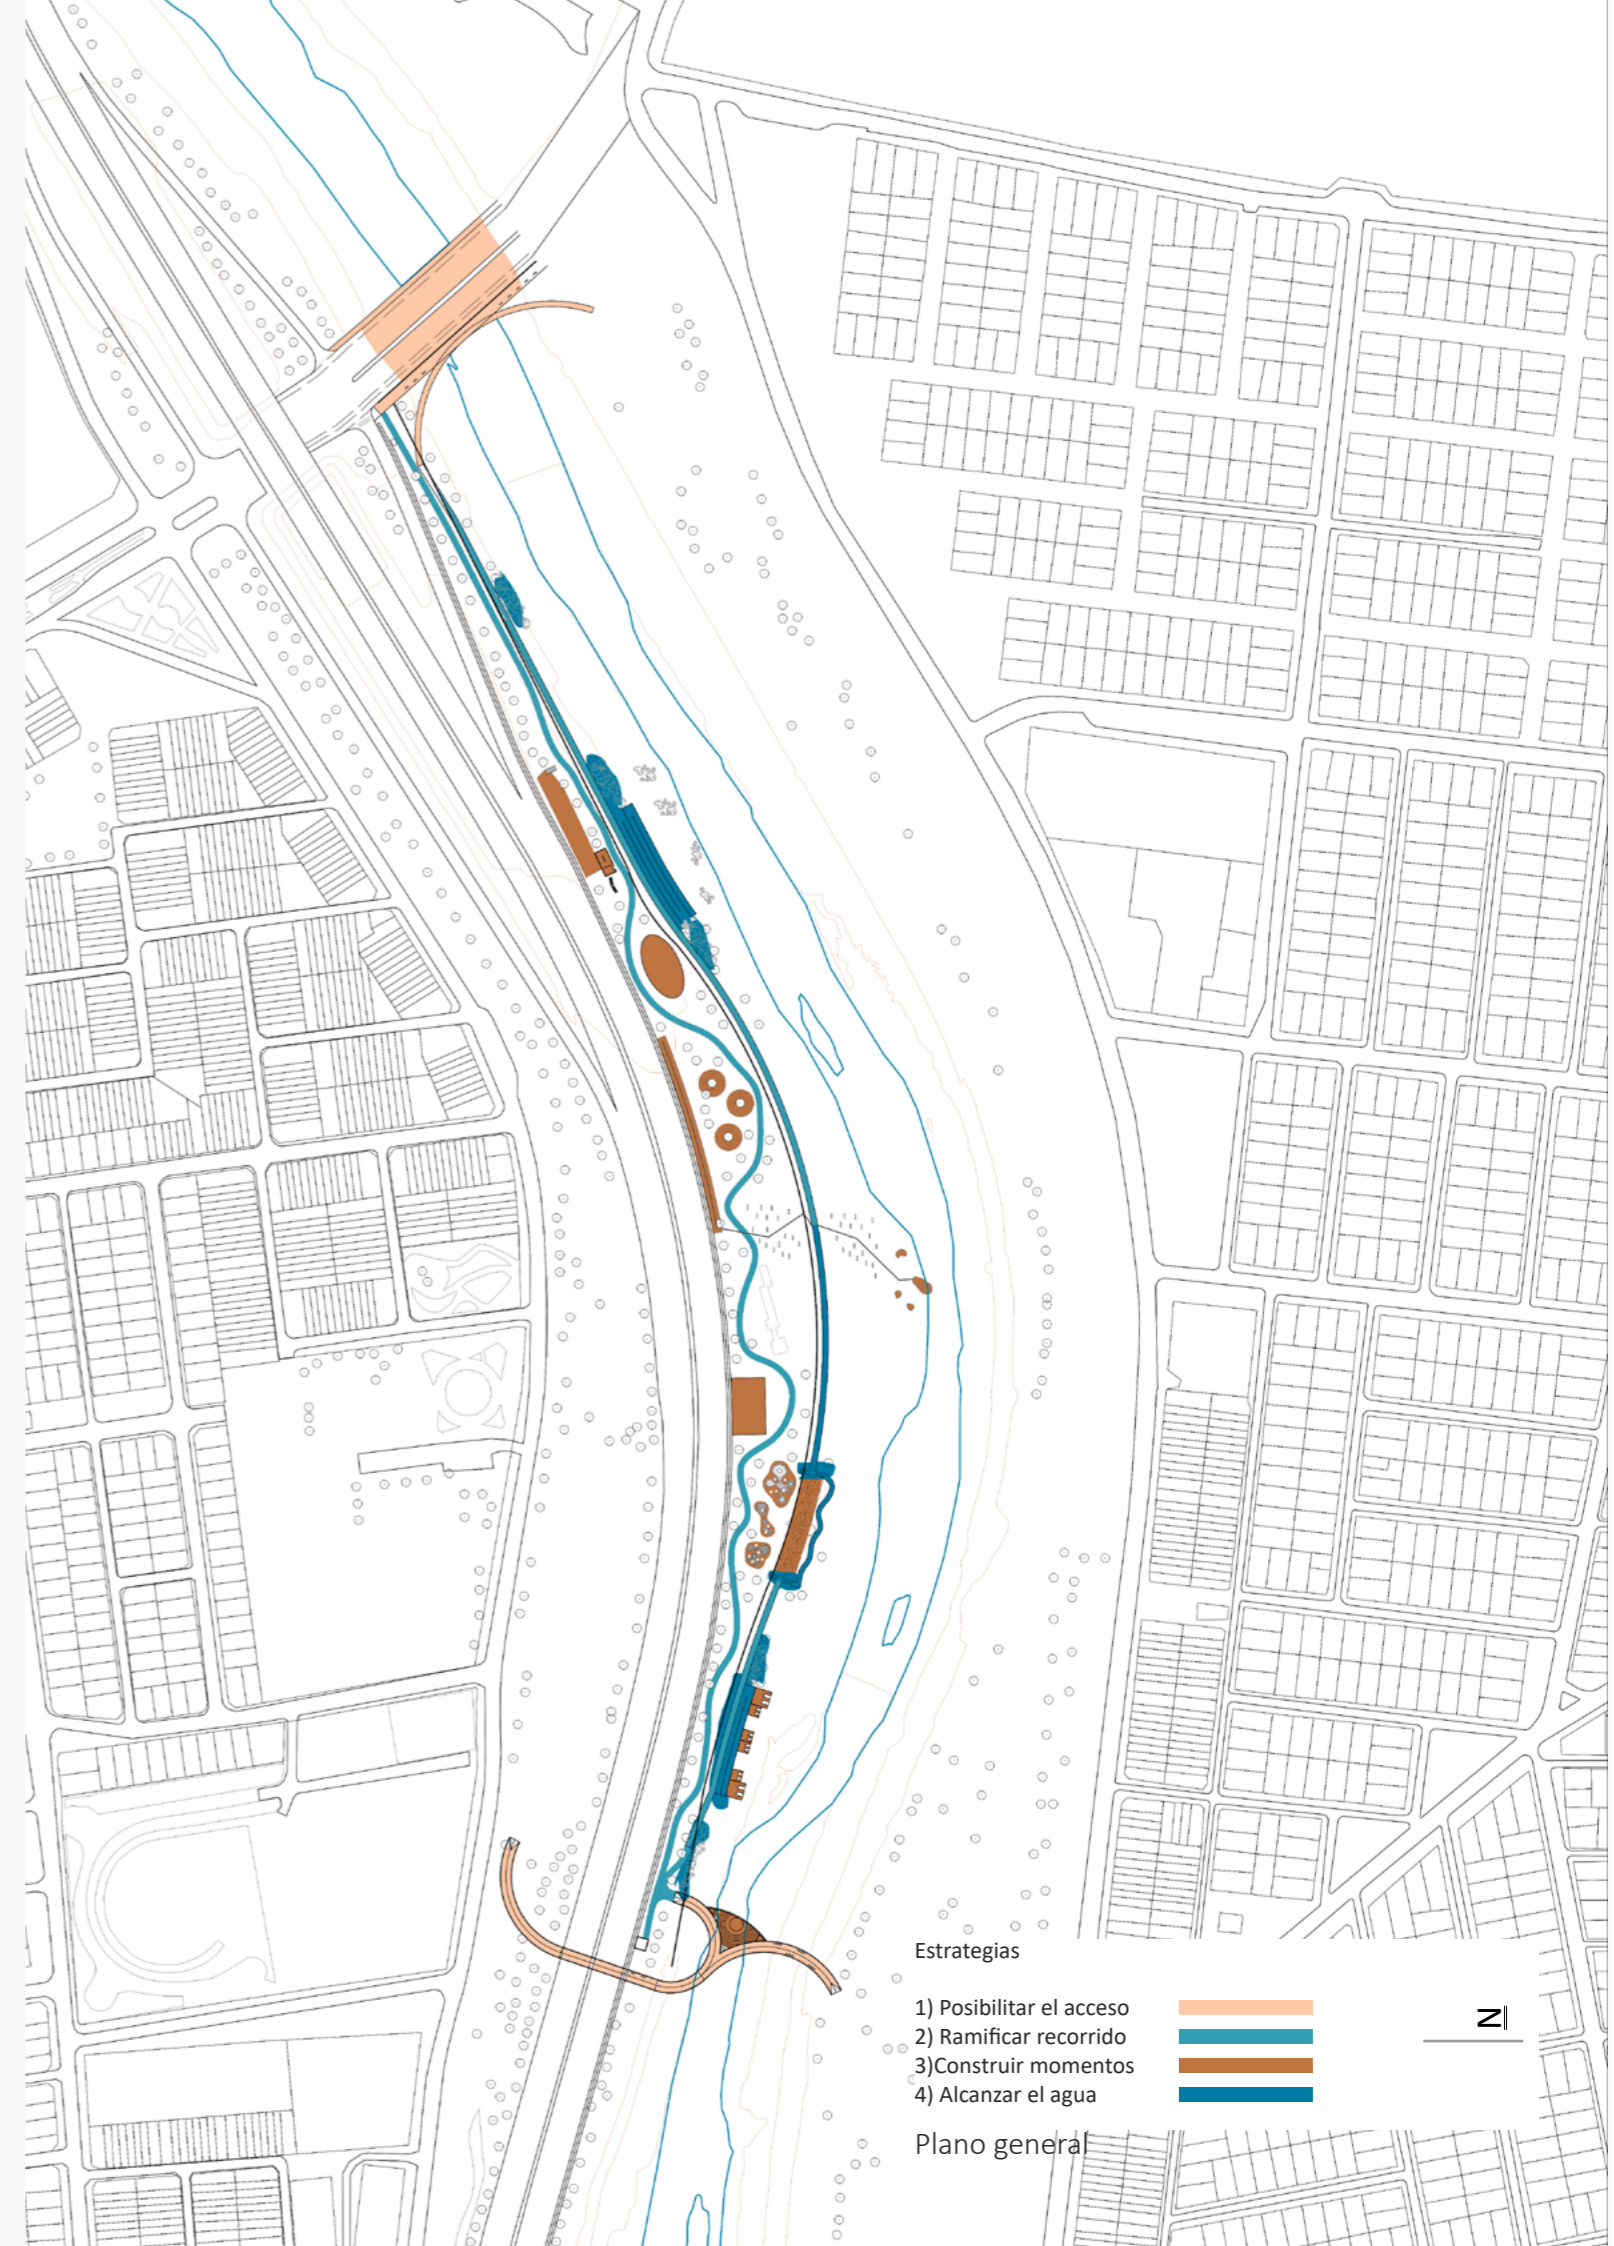 Estrategias
1) Posibilitar el acceso
2) Ramificar recorrido
3)Construir momentos
4) Alcanzar el agua
N
Plano general